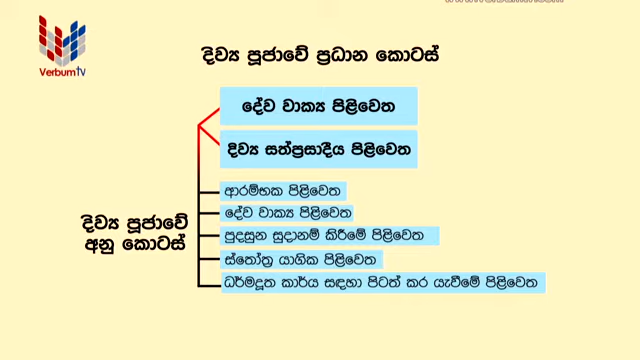 VerbumTV
දිව්‍ය පූජාවේ ප්‍රධාන කොටස්
දේව වාක්‍ය පිළිවෙත
දිව්‍ය සත්ප්‍රසාදීය පිළිවෙත
දිව්‍ය පූජාවේ
අනු කොටස්
ආරම්භක පිළිවෙත
දේව වාක්‍ය පිළිවෙත
පුදසුන සුදානම් කිරීමේ පිළිවෙත
ස්තෝත්‍ර යාගික පිළිවෙත
ධර්මදූත කාර්ය සඳහා පිටත් කර යැවීමේ පිළිවෙත